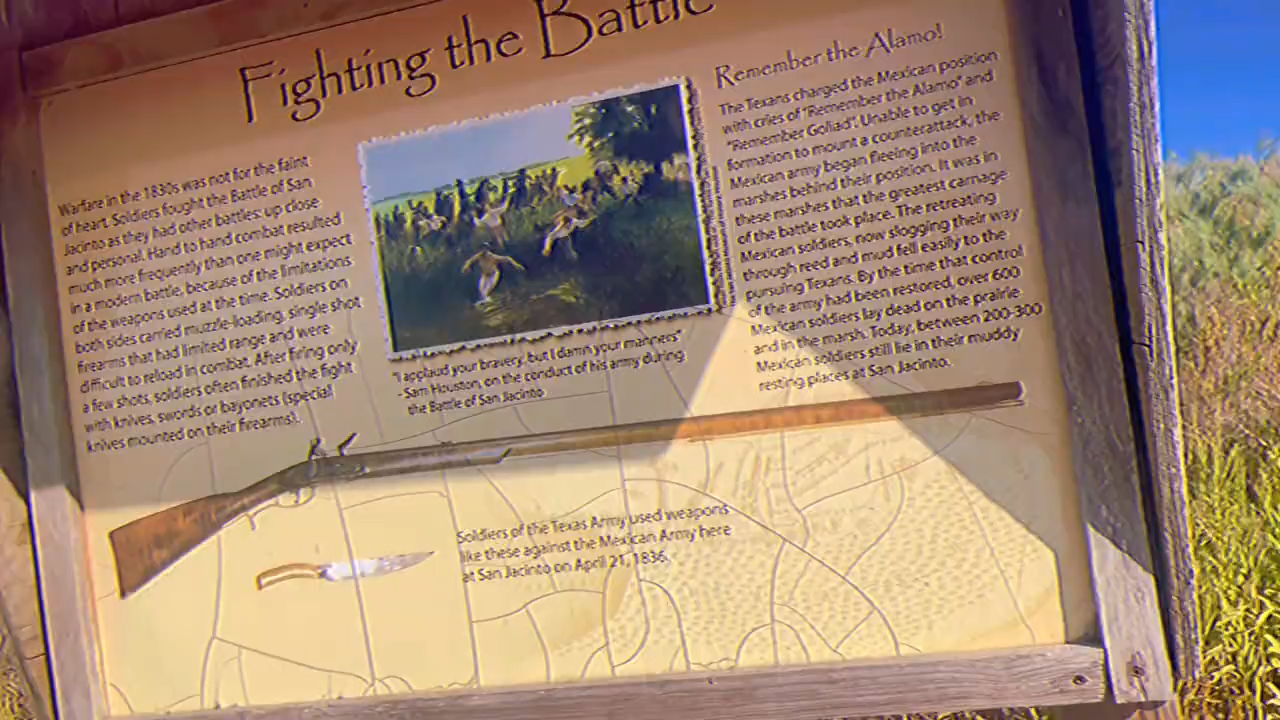 Fighting the Battle
Warfare in the 1830s was not for the faint
of heart. Soldiers fought the Battle of San
Jacinto as they had other battles: up close
and personal. Hand to hand combat resulted
much more frequently than one might expect
in a modern battle, because of the limitations
of the weapons used at the time. Soldiers on
both sides carried muzzle-loading, single shot
firearms that had limited range and were
difficult to reload in combat. After firing only
a few shots, soldiers often finished the fight
with knives, swords or bayonets (special
knives mounted on their firearms).
"I applaud your bravery, but I damn your manners"
- Sam Houston, on the conduct of his army during
the Battle of San Jacinto
Remember the Alamo!
The Texans charged the Mexican position
with cries of "Remember the Alamo" and
"Remember Goliad". Unable to get in
formation to mount a counterattack, the
Mexican army began fleeing into the
marshes behind their position. It was in
these marshes that the greatest carnage
of the battle took place. The retreating
Mexican soldiers, now slogging their way
through reed and mud fell easily to the
pursuing Texans. By the time that control
of the army had been restored, over 600
Mexican soldiers lay dead on the prairie
and in the marsh. Today, between 200-300
Mexican soldiers still lie in their muddy
resting places at San Jacinto.
Soldiers of the Texas Army used weapons
like these against the Mexican Army here
at San Jacinto on April 21, 1836.